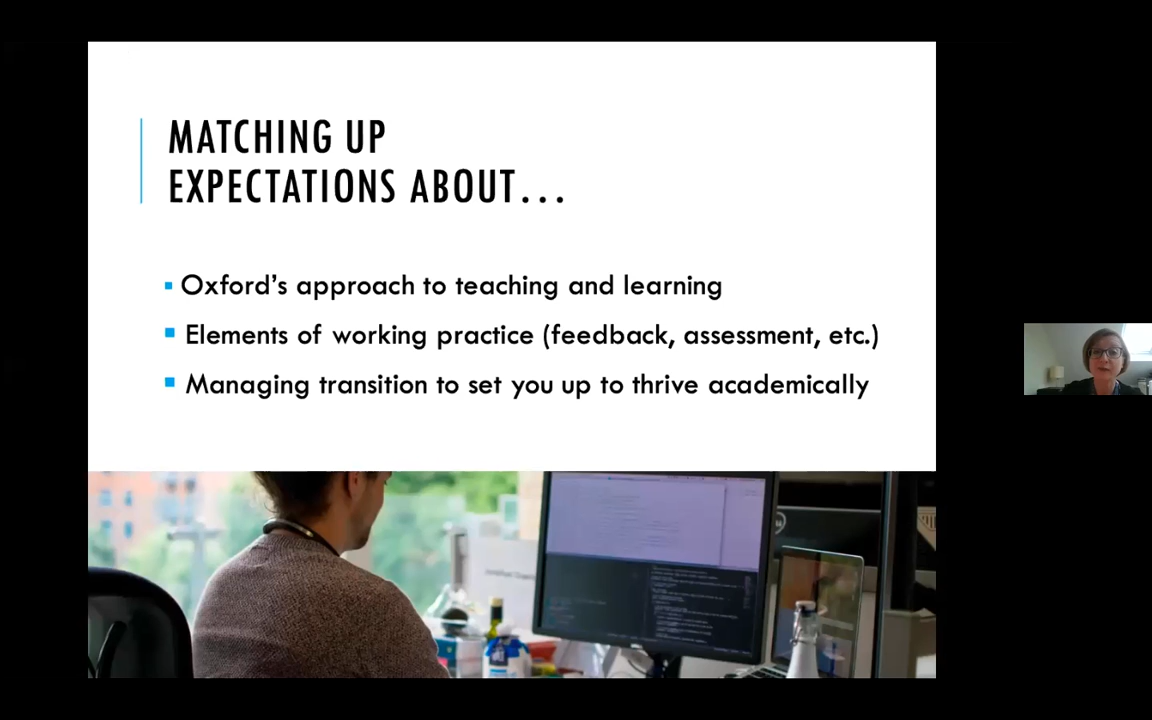 MATCHING UP
EXPECTATIONS ABOUT...
Oxford's approach to teaching and learning
Elements of working practice (feedback, assessment, etc.)
Managing transition to set you up to thrive academically